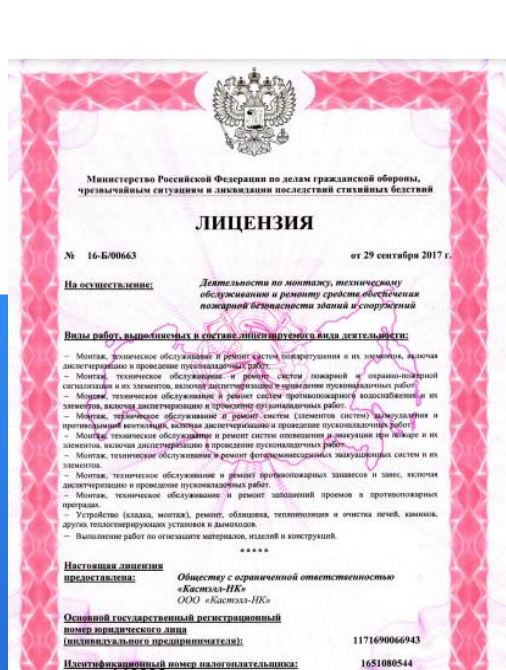 Министерство Российской Федерации по делам гражданской обороны,
чрезвычайным ситуациям и ликвидации последствий стихийных бедствий
ЛИЦЕНЗИЯ
№ 16-Б/00663 от 29 сентября 2017 г.
На осуществление: Деятельности по монтажу, техническому
обслуживанию и ремонту средств обеспечения
пожарной безопасности зданий и сооружений
Виды работ, выполняемых в составе лицензируемого вида деятельности:
– Монтаж, техническое обслуживание и ремонт систем пожаротушения и их элементов, включая
диспетчеризацию и проведение пусконаладочных работ.
– Монтаж, техническое обслуживание и ремонт систем пожарной и охранно-пожарной
сигнализации и их элементов, включая диспетчеризацию и проведение пусконаладочных работ.
– Монтаж, техническое обслуживание и ремонт систем противопожарного водоснабжения и их
элементов, включая диспетчеризацию и проведение пусконаладочных работ.
– Монтаж, техническое обслуживание и ремонт систем (элементов систем) дымоудаления и
противодымной вентиляции, включая диспетчеризацию и проведение пусконаладочных работ.
– Монтаж, техническое обслуживание и ремонт систем оповещения и эвакуации при пожаре и их
элементов, включая диспетчеризацию и проведение пусконаладочных работ.
– Монтаж, техническое обслуживание и ремонт фотолюминесцентных эвакуационных систем и их
элементов.
– Монтаж, техническое обслуживание и ремонт противопожарных занавесов и завес, включая
диспетчеризацию и проведение пусконаладочных работ.
– Монтаж, техническое обслуживание и ремонт заполнений проемов в противопожарных
преградах.
– Устройство (кладка, монтаж), ремонт, облицовка, теплоизоляция и очистка печей, каминов,
других теплогенерирующих установок и дымоходов.
– Выполнение работ по огнезащите материалов, изделий и конструкций.
*****
Настоящая лицензия
предоставлена: Обществу с ограниченной ответственностью
«Кастэлл-НК»
ООО «Кастэлл-НК»
Основной государственный регистрационный
номер юридического лица
(индивидуального предпринимателя): 1171690066943
Идентификационный номер налогоплательщика: 1651080544